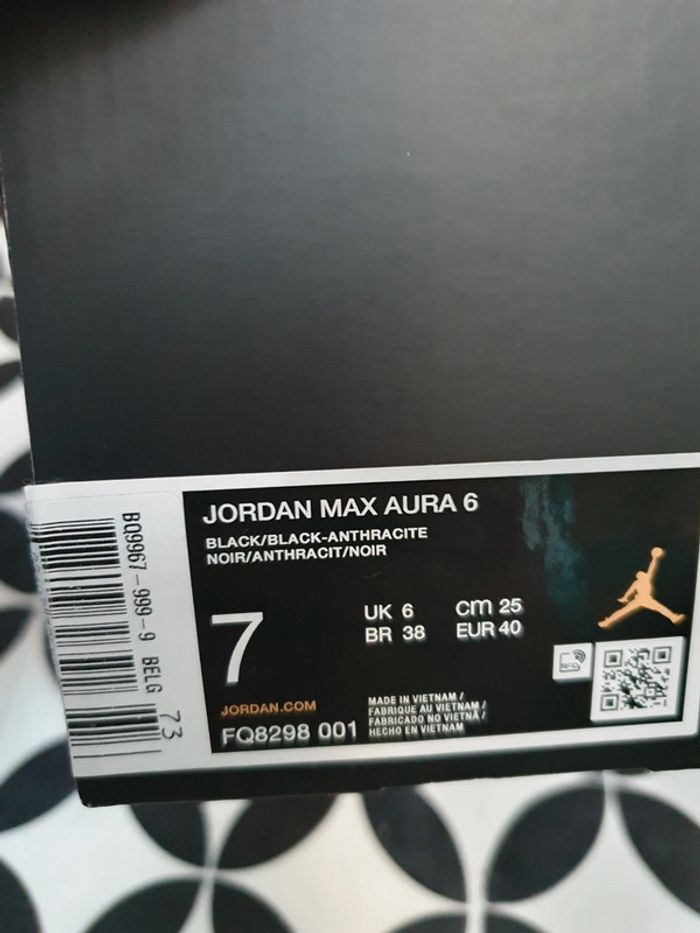 JORDAN MAX AURA 6
BLACK/BLACK-ANTHRACITE
NOIR/ANTHRACIT/NOIR
7
UK 6 cm 25
BR 38 EUR 40
JORDAN.COM
FQ8298 001
MADE IN VIETNAM /
FABRIQUE AU VIETNAM /
FABRICADO NO VIETNÃ /
HECHO EN VIETNAM
RFID
BQ9967-999-9 BELG
73